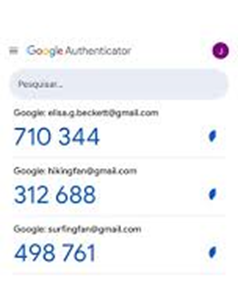 Google Authenticator
J
Pesquisar...
Google: elisa.g.beckett@gmail.com
710 344
Google: hikingfan@gmail.com
312 688
Google: surfingfan@gmail.com
498 761